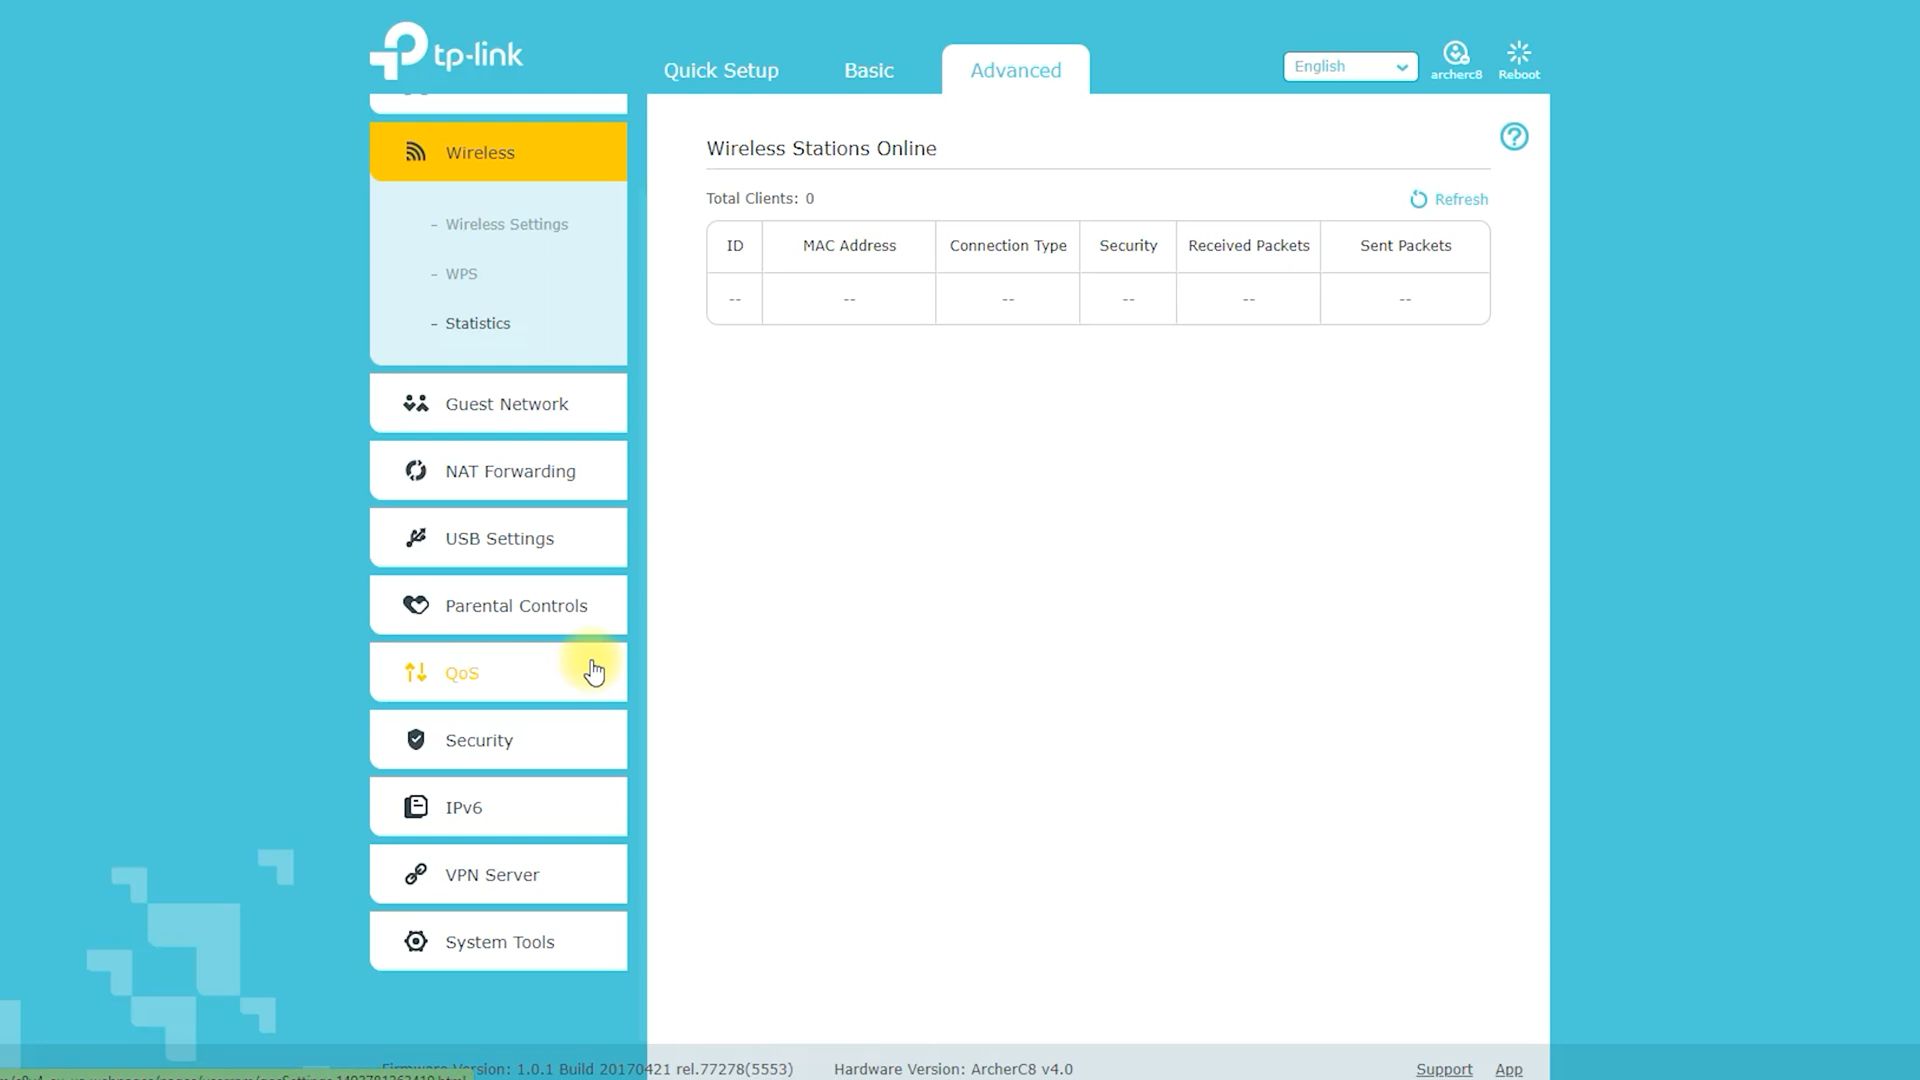 tp-link
Quick Setup
Basic
Advanced
English
archerc8
Reboot
Wireless
- Wireless Settings
- WPS
- Statistics
Guest Network
NAT Forwarding
USB Settings
Parental Controls
QoS
Security
IPv6
VPN Server
System Tools
Wireless Stations Online
Total Clients: 0
Refresh
ID MAC Address Connection Type Security Received Packets Sent Packets
-- -- -- -- -- --
Firmware Version: 1.0.1 Build 20170421 rel.77278(5553) Hardware Version: ArcherC8 v4.0
Support App